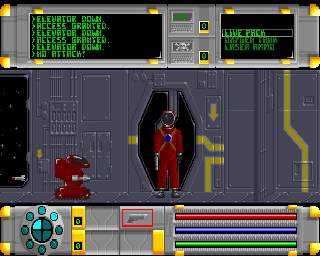 >ELEVATOR DOWN.
>ACCESS GRANTED.
>ELEVATOR DOWN.
>ACCESS GRANTED.
>ELEVATOR DOWN.
>NO ATTACK!
0
0
LIVE PACK
OXYGEN TANK
LASER AMMO
0
0